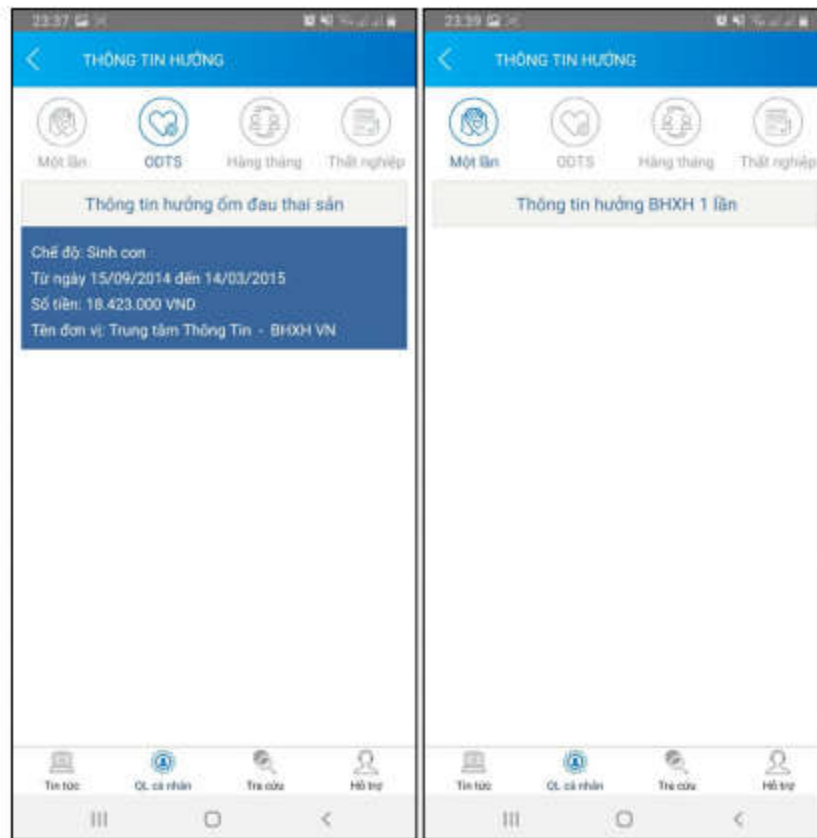 23:37
THÔNG TIN HƯỞNG
Một lần
ODTS
Hàng tháng
Thất nghiệp
Thông tin hưởng ốm đau thai sản
Chế độ: Sinh con
Từ ngày 15/09/2014 đến 14/03/2015
Số tiền: 18.423.000 VND
Tên đơn vị: Trung tâm Thông Tin - BHXH VN
Tin tức
QL cá nhân
Tra cứu
Hỗ trợ
23:39
THÔNG TIN HƯỞNG
Một lần
ODTS
Hàng tháng
Thất nghiệp
Thông tin hưởng BHXH 1 lần
Tin tức
QL cá nhân
Tra cứu
Hỗ trợ